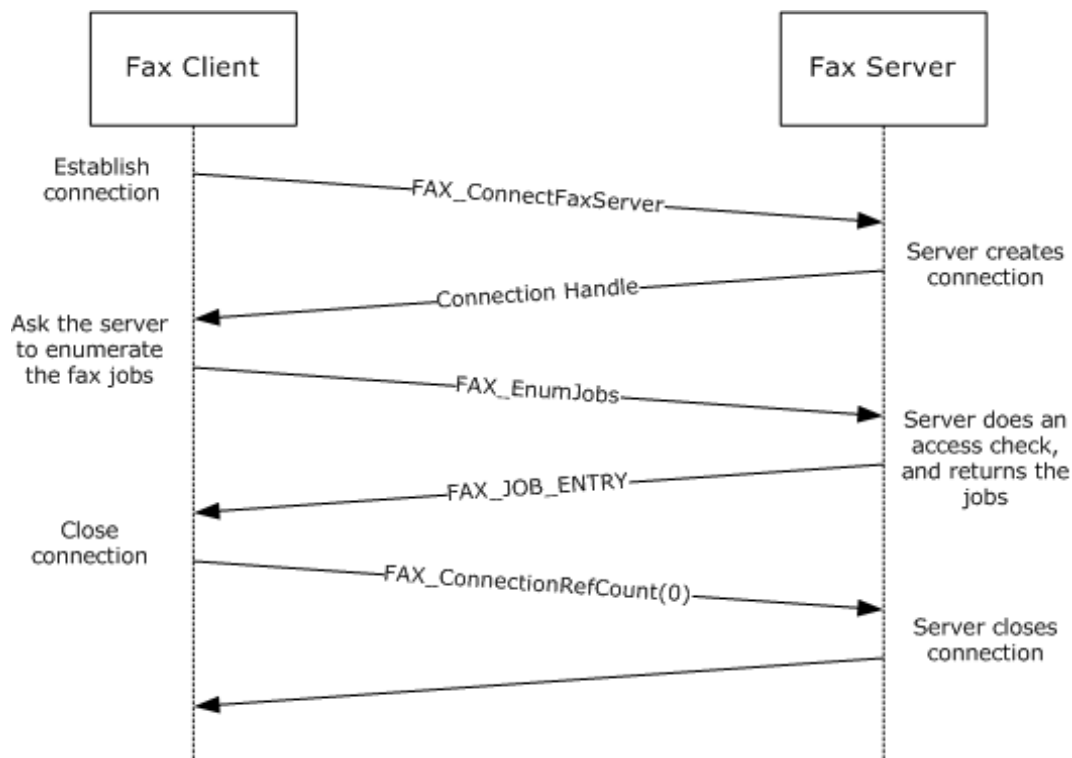 Fax Client
Fax Server
Establish
connection
FAX_ConnectFaxServer
Server creates
connection
Connection Handle
Ask the server
to enumerate
the fax jobs
FAX_EnumJobs
Server does an
access check,
and returns the
jobs
FAX_JOB_ENTRY
Close
connection
FAX_ConnectionRefCount(0)
Server closes
connection